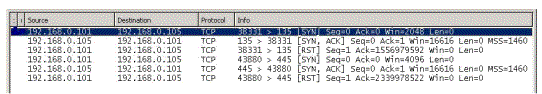 Source Destination Protocol Info
192.168.0.101 192.168.0.105 TCP 38331 > 135 [SYN] Seq=0 Ack=0 Win=2048 Len=0
192.168.0.105 192.168.0.101 TCP 135 > 38331 [SYN, ACK] Seq=0 Ack=1 Win=16616 Len=0 MSS=1460
192.168.0.101 192.168.0.105 TCP 38331 > 135 [RST] Seq=1 Ack=1556979592 Win=0 Len=0
192.168.0.101 192.168.0.105 TCP 43880 > 445 [SYN] Seq=0 Ack=0 Win=4096 Len=0
192.168.0.105 192.168.0.101 TCP 445 > 43880 [SYN, ACK] Seq=0 Ack=1 Win=16616 Len=0 MSS=1460
192.168.0.101 192.168.0.105 TCP 43880 > 445 [RST] Seq=1 Ack=2339978522 Win=0 Len=0